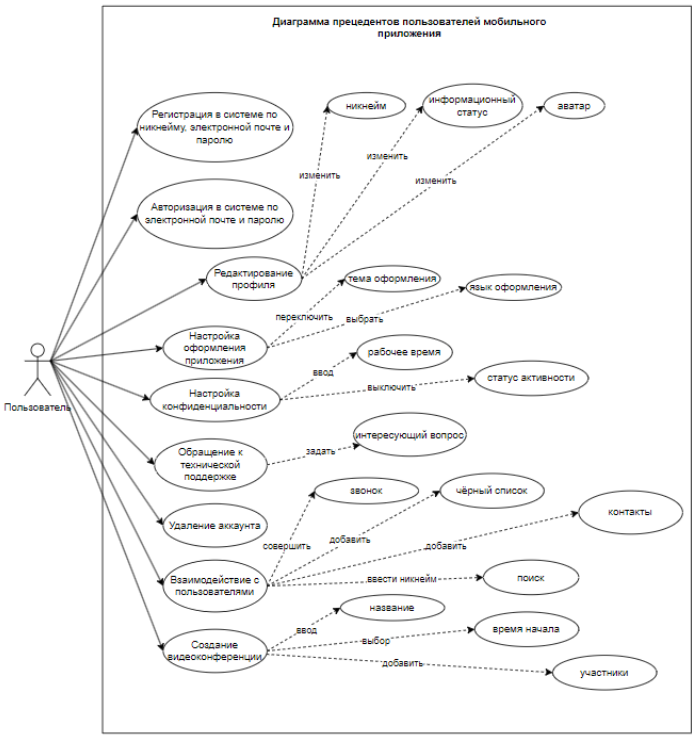 Диаграмма прецедентов пользователей мобильного
приложения
Регистрация в системе по
никнейму, электронной почте и
паролю
никнейм
информационный
статус
аватар
изменить
изменить
изменить
Авторизация в системе по
электронной почте и паролю
Редактирование
профиля
тема оформления
язык оформления
переключить
выбрать
Настройка
оформления
приложения
рабочее время
ввод
статус активности
выключить
Настройка
конфиденциальности
Пользователь
интересующий вопрос
задать
Обращение к
технической
поддержке
звонок
чёрный список
контакты
Удаление аккаунта
совершить
добавить
добавить
Взаимодействие с
пользователями
ввести никнейм
поиск
название
ввод
время начала
выбор
Создание
видеоконференции
добавить
участники